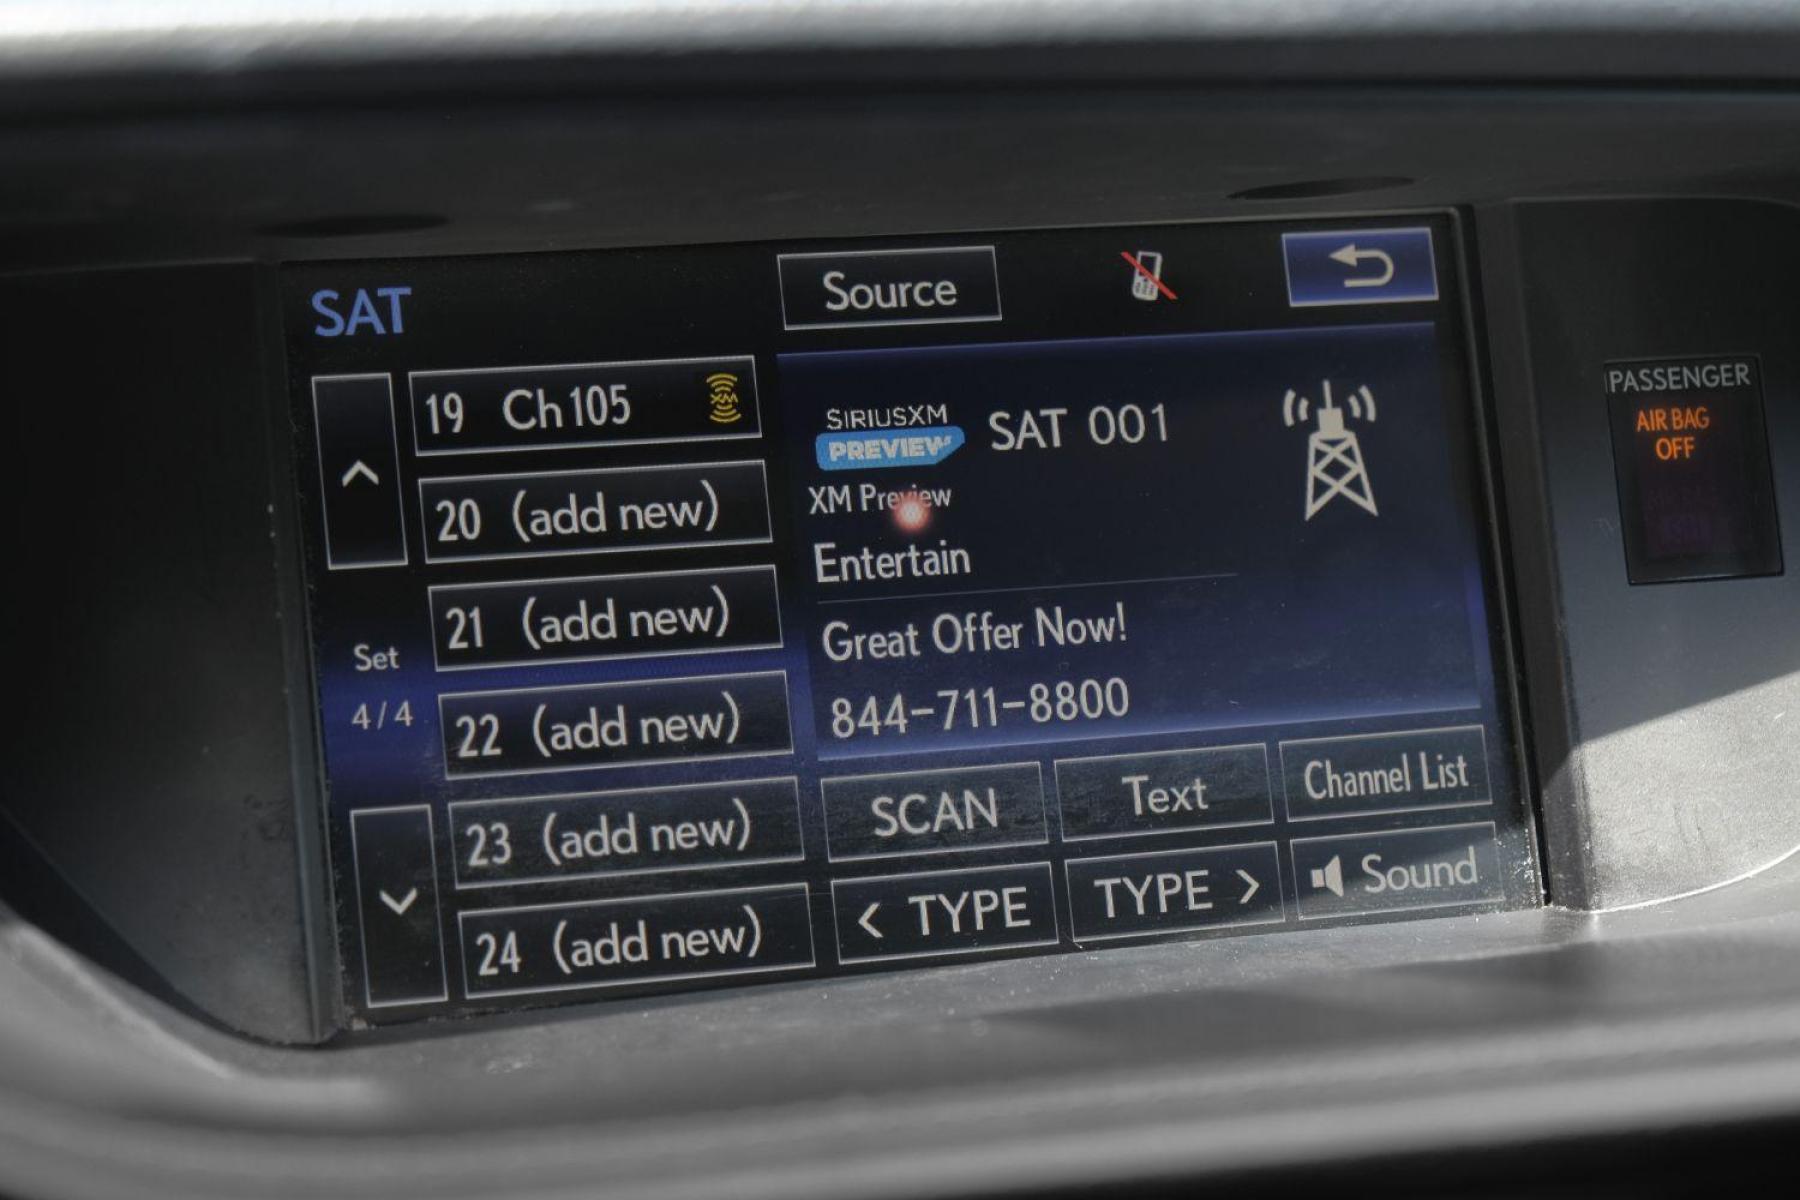 SAT
Source
19 Ch 105
XM
20 (add new)
21 (add new)
22 (add new)
23 (add new)
24 (add new)
Set
4/4
SIRIUSXM
PREVIEW
SAT 001
XM Preview
Entertain
Great Offer Now!
844-711-8800
SCAN
Text
Channel List
< TYPE
TYPE >
Sound
PASSENGER
AIR BAG
OFF